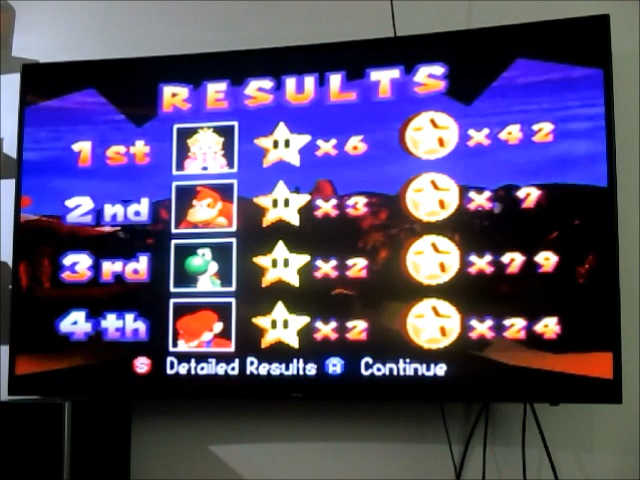 RESULTS
1st ×6 ×42
2nd ×3 ×7
3rd ×2 ×79
4th ×2 ×24
S Detailed Results A Continue